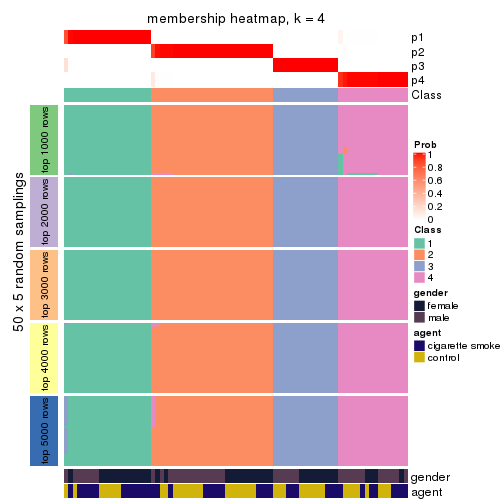 membership heatmap, k = 4
p1
p2
p3
p4
Class
50 x 5 random samplings
top 1000 rows
top 2000 rows
top 3000 rows
top 4000 rows
top 5000 rows
gender
agent
Prob
1
0.8
0.6
0.4
0.2
0
Class
1
2
3
4
gender
female
male
agent
cigarette smoke
control